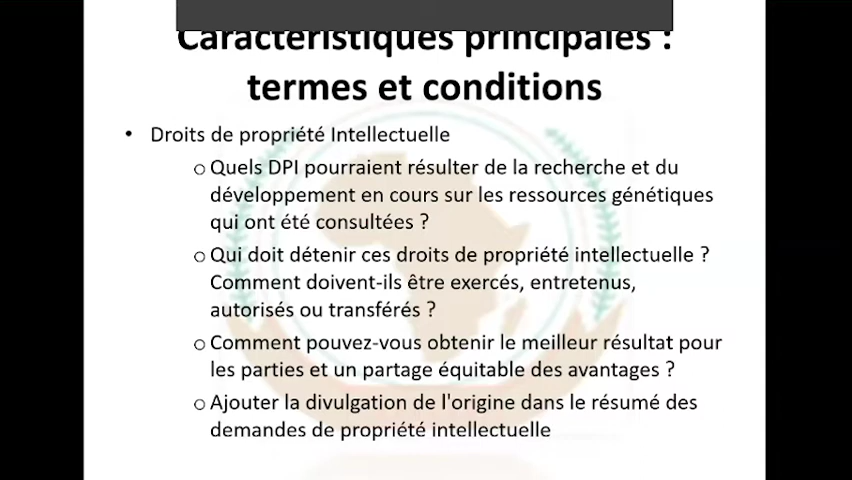 Caractéristiques principales :
termes et conditions
• Droits de propriété Intellectuelle
o Quels DPI pourraient résulter de la recherche et du
développement en cours sur les ressources génétiques
qui ont été consultées ?
o Qui doit détenir ces droits de propriété intellectuelle ?
Comment doivent-ils être exercés, entretenus,
autorisés ou transférés ?
o Comment pouvez-vous obtenir le meilleur résultat pour
les parties et un partage équitable des avantages ?
o Ajouter la divulgation de l'origine dans le résumé des
demandes de propriété intellectuelle